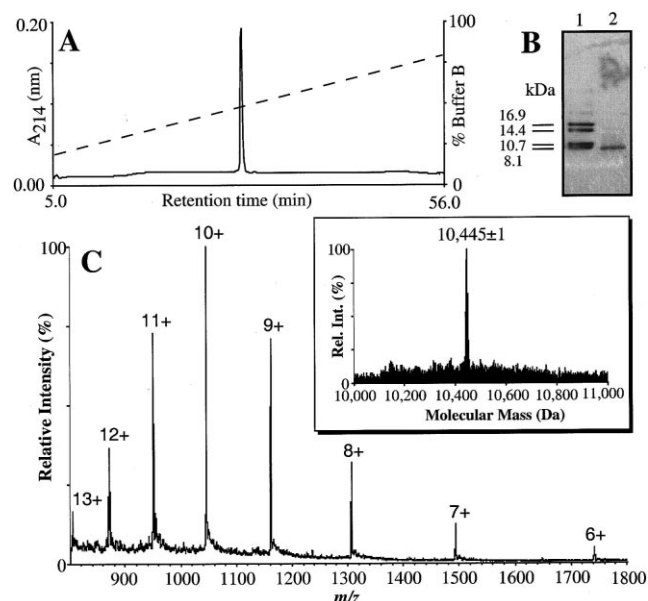 A
0.20
A214 (nm)
0.00
5.0
Retention time (min)
56.0
100
% Buffer B
0
B
1 2
kDa
16.9
14.4
10.7
8.1
C
100
Relative Intensity (%)
0
13+
12+
11+
10+
9+
8+
7+
6+
900 1000 1100 1200 1300 1400 1500 1600 1700 1800
m/z
10,445±1
100
Rel. Int. (%)
0
10,000 10,200 10,400 10,600 10,800 11,000
Molecular Mass (Da)